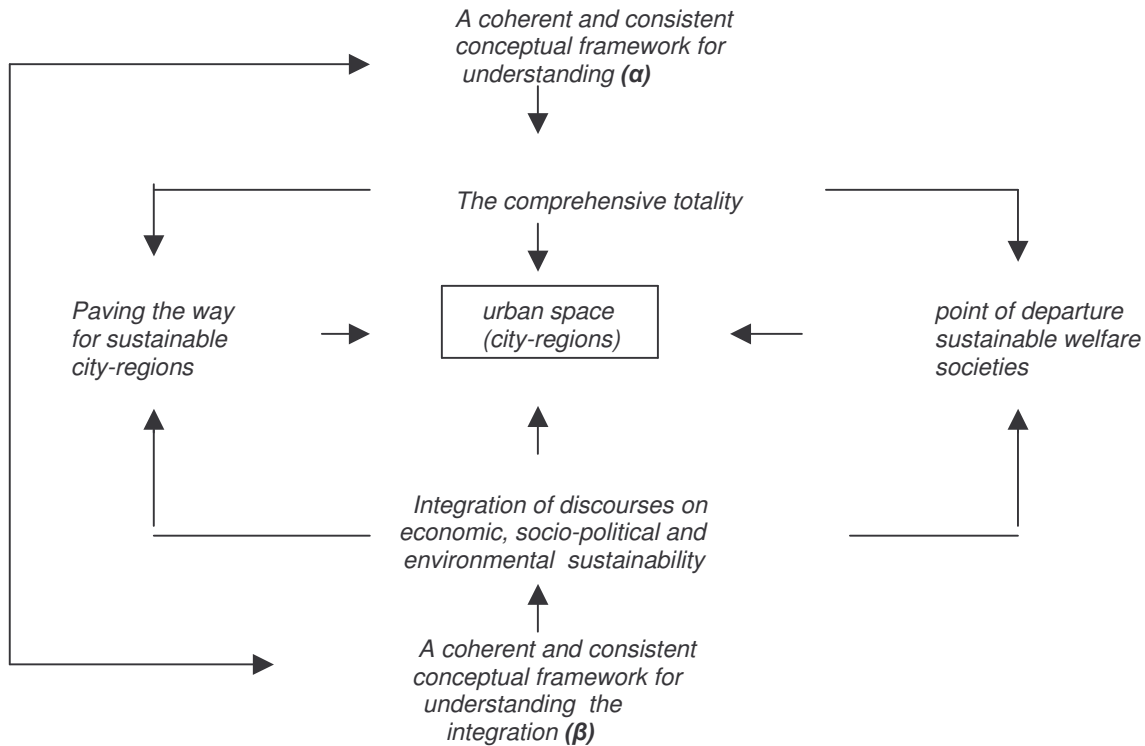 A coherent and consistent
conceptual framework for
understanding (α)
The comprehensive totality
Paving the way
for sustainable
city-regions
urban space
(city-regions)
point of departure
sustainable welfare
societies
Integration of discourses on
economic, socio-political and
environmental sustainability
A coherent and consistent
conceptual framework for
understanding the
integration (β)